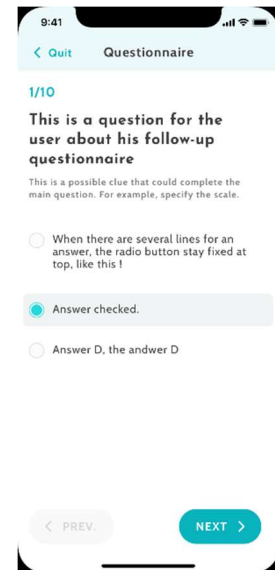 9:41
Quit Questionnaire
1/10
This is a question for the
user about his follow-up
questionnaire
This is a possible clue that could complete the
main question. For example, specify the scale.
When there are several lines for an
answer, the radio button stay fixed at
top, like this !
Answer checked.
Answer D, the andwer D
PREV. NEXT